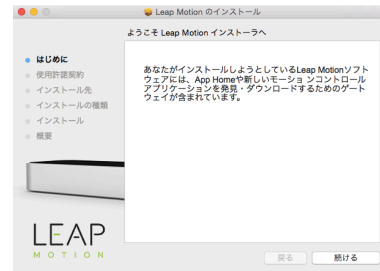 Leap Motion のインストール
ようこそ Leap Motion インストーラへ
はじめに
使用許諾契約
インストール先
インストールの種類
インストール
概要
あなたがインストールしようとしているLeap Motionソフト
ウェアには、App Homeや新しいモーショ ンコントロール
アプリケーションを発見・ダウンロードするためのゲート
ウェイが含まれています。
LEAP
MOTION
戻る
続ける